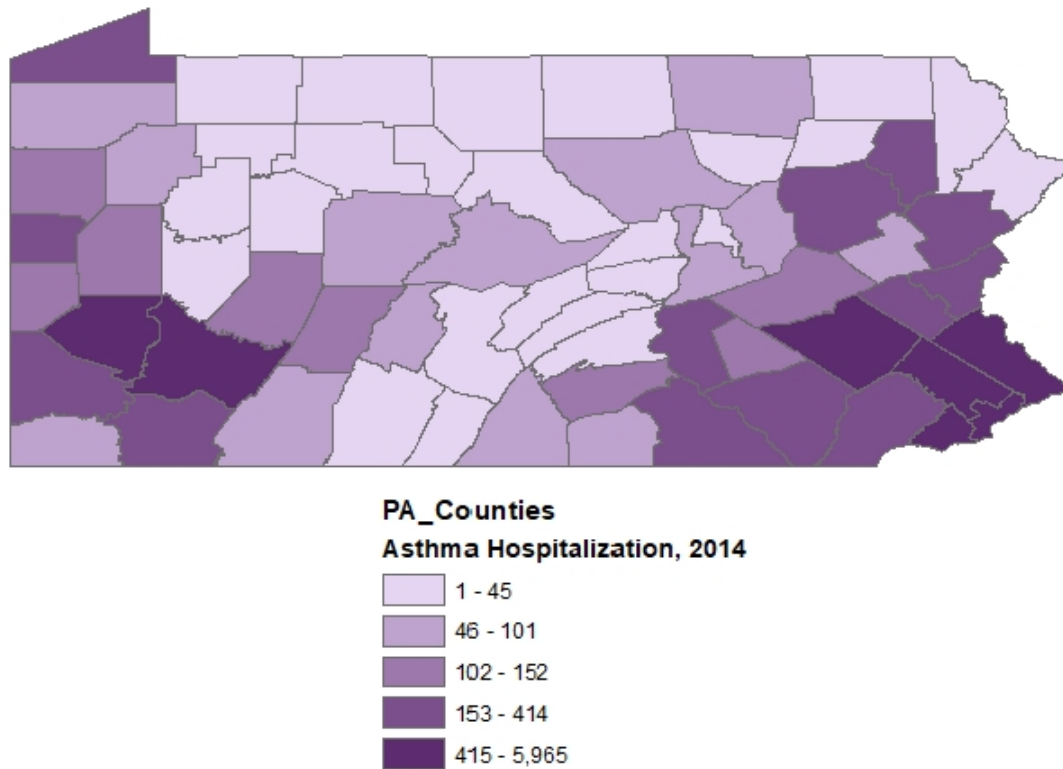 PA_Counties
Asthma Hospitalization, 2014
1 - 45
46 - 101
102 - 152
153 - 414
415 - 5,965